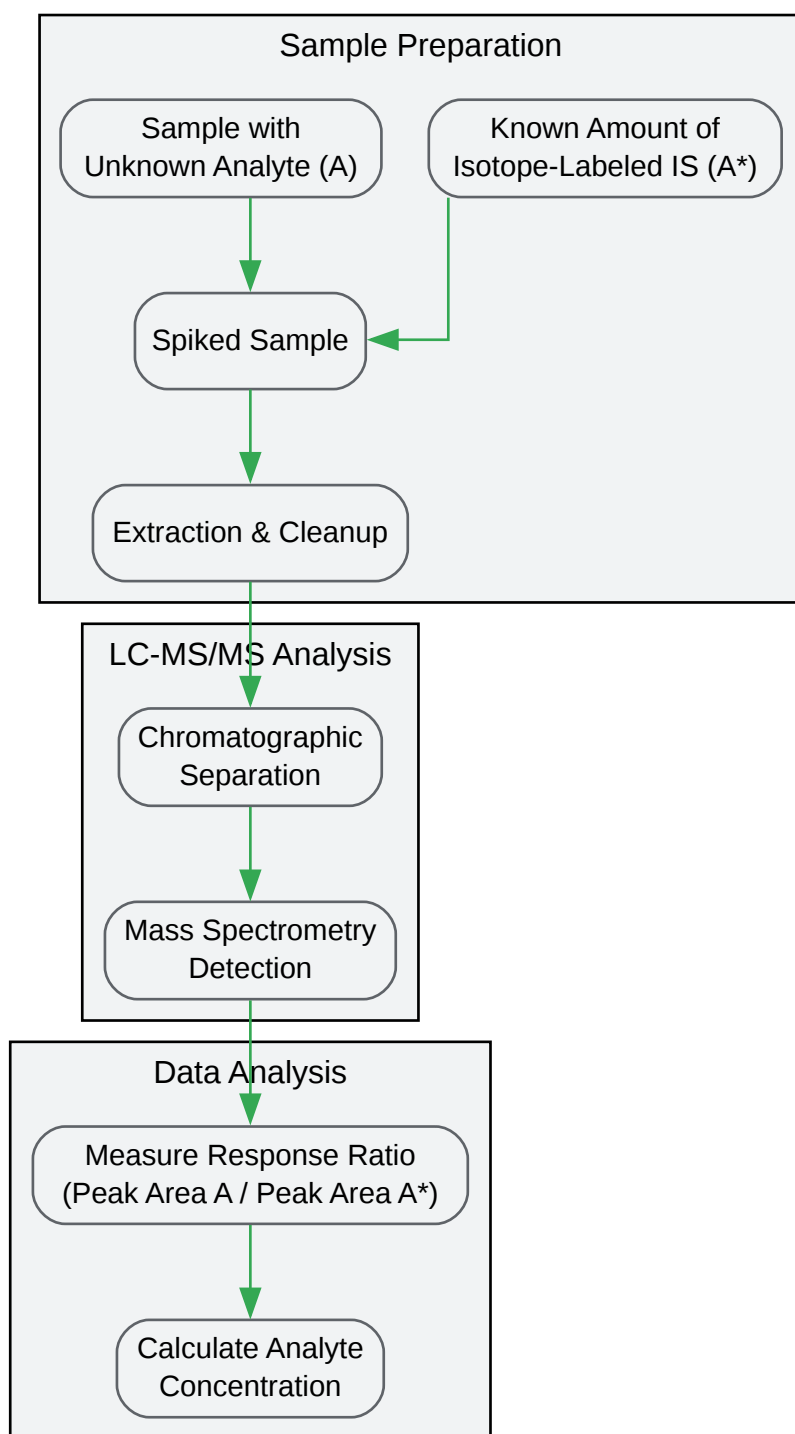 Sample Preparation
Sample with
Unknown Analyte (A)
Known Amount of
Isotope-Labeled IS (A*)
Spiked Sample
Extraction & Cleanup
LC-MS/MS Analysis
Chromatographic
Separation
Mass Spectrometry
Detection
Data Analysis
Measure Response Ratio
(Peak Area A / Peak Area A*)
Calculate Analyte
Concentration